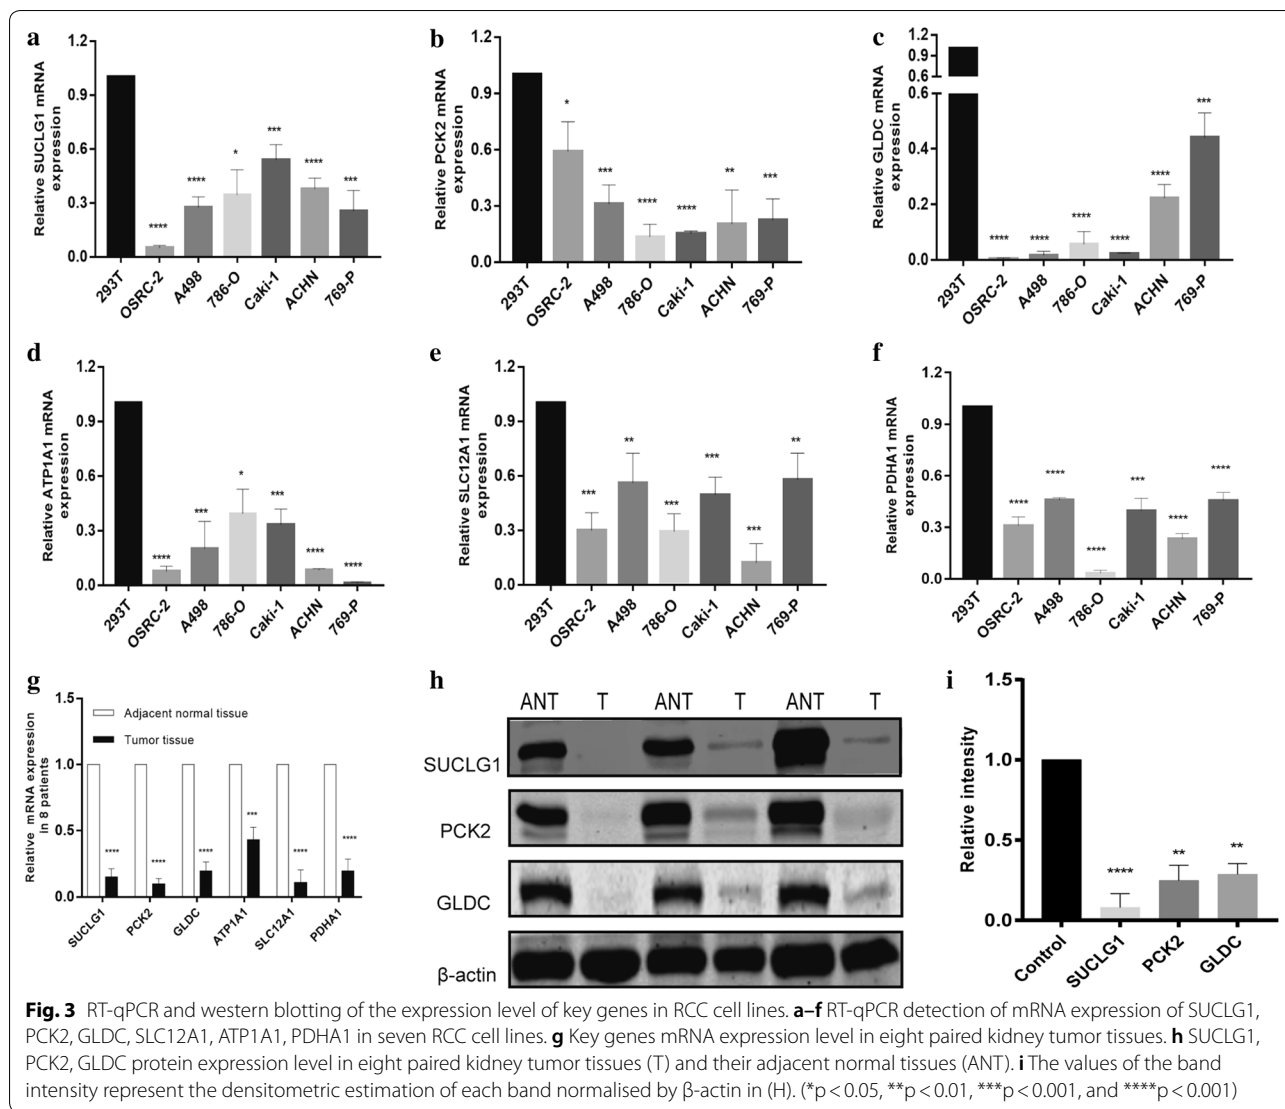 a
Relative SUCLG1 mRNA
expression
1.2
0.9
0.6
0.3
0.0
****
****
*
***
****
***
293T
OSRC-2
A498
786-O
Caki-1
ACHN
769-P
b
Relative PCK2 mRNA
expression
1.2
0.9
0.6
0.3
0.0
*
***
****
****
**
***
293T
OSRC-2
A498
786-O
Caki-1
ACHN
769-P
c
Relative GLDC mRNA
expression
1.2
1.0
0.9
0.8
0.6
0.6
0.4
0.2
0.0
****
****
****
****
****
***
293T
OSRC-2
A498
786-O
Caki-1
ACHN
769-P
d
Relative ATP1A1 mRNA
expression
1.2
0.9
0.6
0.3
0.0
****
***
*
***
****
****
293T
OSRC-2
A498
786-O
Caki-1
ACHN
769-P
e
Relative SLC12A1 mRNA
expression
1.2
0.9
0.6
0.3
0.0
***
**
***
***
***
**
293T
OSRC-2
A498
786-O
Caki-1
ACHN
769-P
f
Relative PDHA1 mRNA
expression
1.2
0.9
0.6
0.3
0.0
****
****
****
***
****
****
293T
OSRC-2
A498
786-O
Caki-1
ACHN
769-P
g
Relative mRNA expression
in 8 patients
1.5
1.0
0.5
0.0
Adjacent normal tissue
Tumor tissue
****
****
****
***
****
****
SUCLG1
PCK2
GLDC
ATP1A1
SLC12A1
PDHA1
h
ANT T ANT T ANT T
SUCLG1
PCK2
GLDC
β-actin
i
Relative intensity
1.5
1.0
0.5
0.0
****
**
**
Control
SUCLG1
PCK2
GLDC
Fig. 3 RT-qPCR and western blotting of the expression level of key genes in RCC cell lines. a–f RT-qPCR detection of mRNA expression of SUCLG1,
PCK2, GLDC, SLC12A1, ATP1A1, PDHA1 in seven RCC cell lines. g Key genes mRNA expression level in eight paired kidney tumor tissues. h SUCLG1,
PCK2, GLDC protein expression level in eight paired kidney tumor tissues (T) and their adjacent normal tissues (ANT). i The values of the band
intensity represent the densitometric estimation of each band normalised by β-actin in (H). (*p < 0.05, **p < 0.01, ***p < 0.001, and ****p < 0.001)